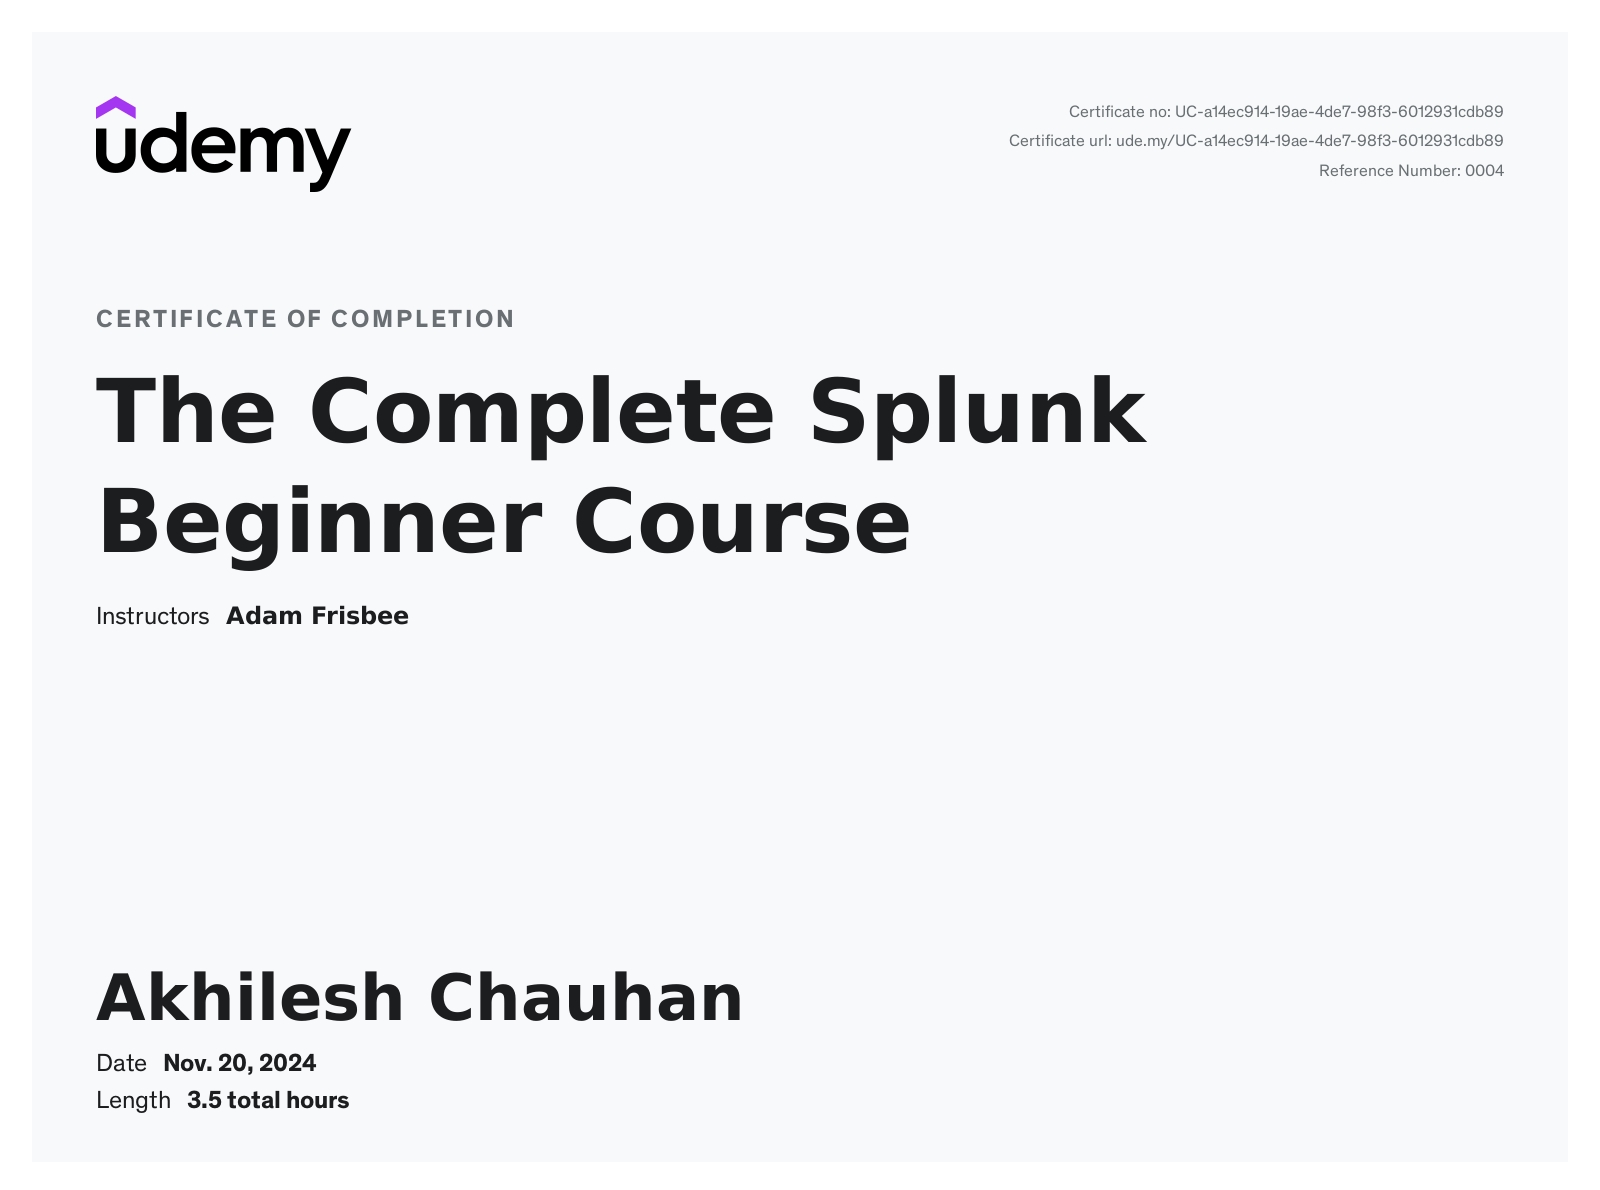 udemy
Certificate no: UC-a14ec914-19ae-4de7-98f3-6012931cdb89
Certificate url: ude.my/UC-a14ec914-19ae-4de7-98f3-6012931cdb89
Reference Number: 0004
CERTIFICATE OF COMPLETION
The Complete Splunk
Beginner Course
Instructors Adam Frisbee
Akhilesh Chauhan
Date Nov. 20, 2024
Length 3.5 total hours